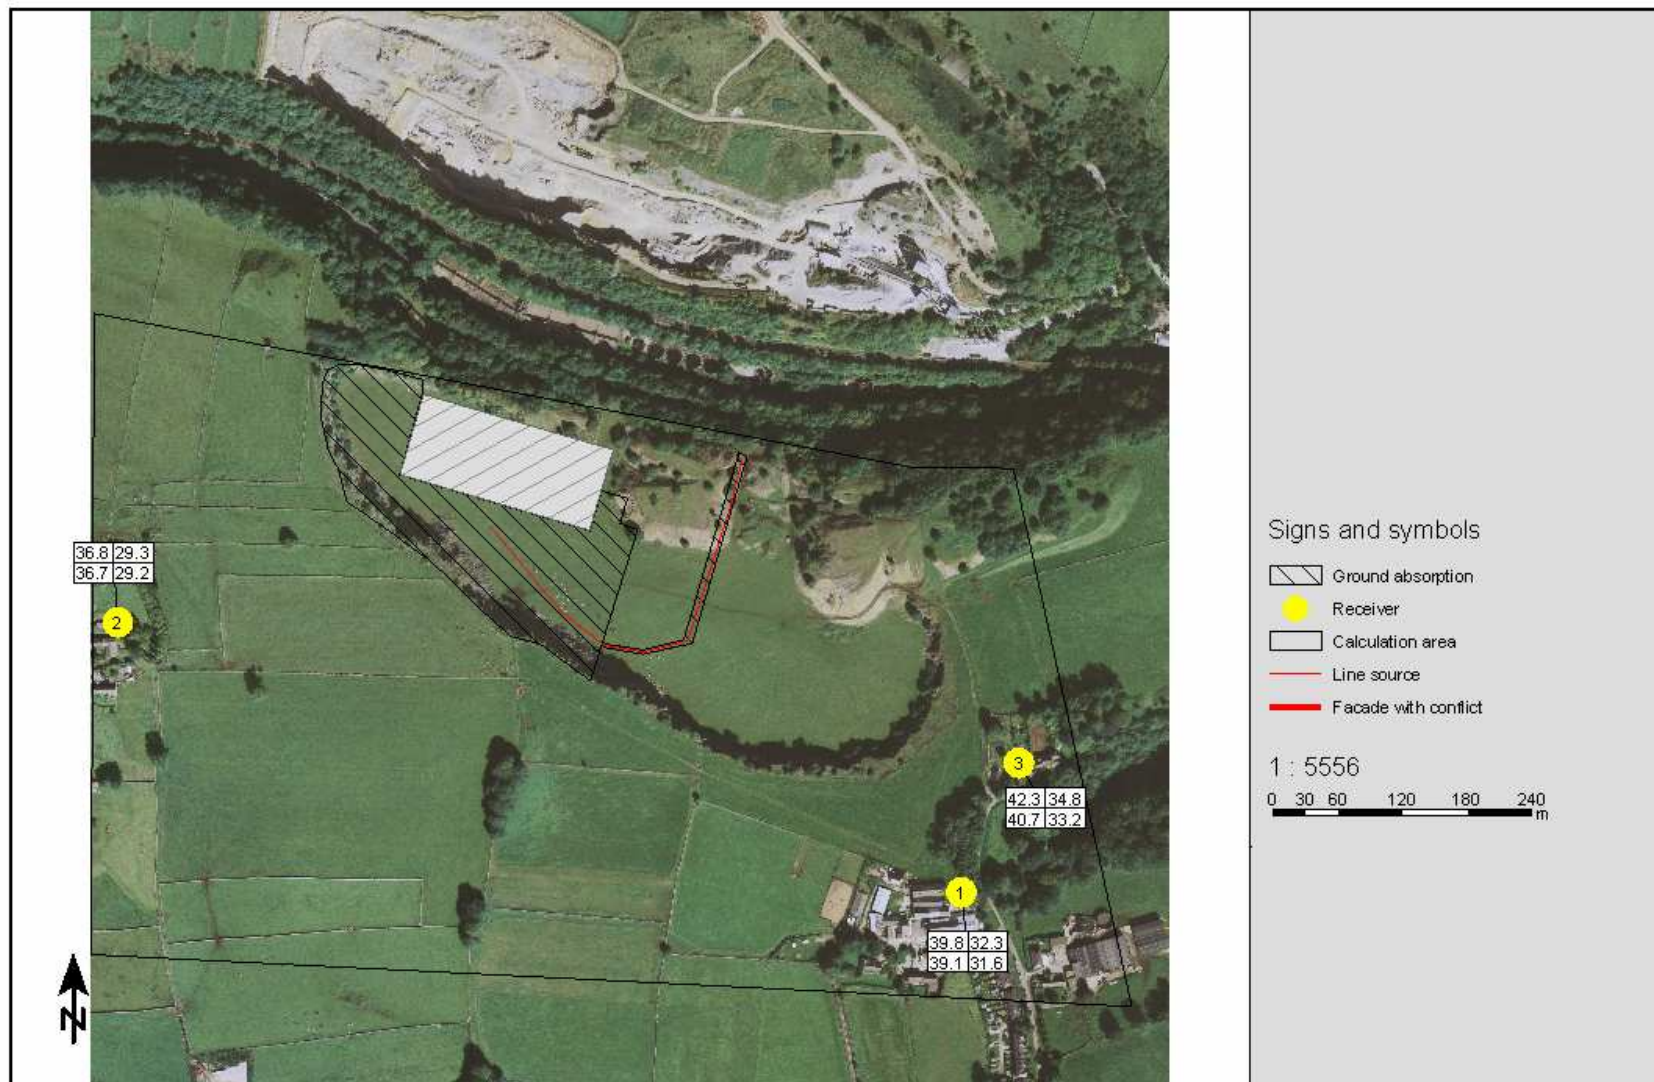 36.8 29.3
36.7 29.2
2
3
42.3 34.8
40.7 33.2
1
39.8 32.3
39.1 31.6
N
Signs and symbols
Ground absorption
Receiver
Calculation area
Line source
Facade with conflict
1 : 5556
0 30 60 120 180 240
m